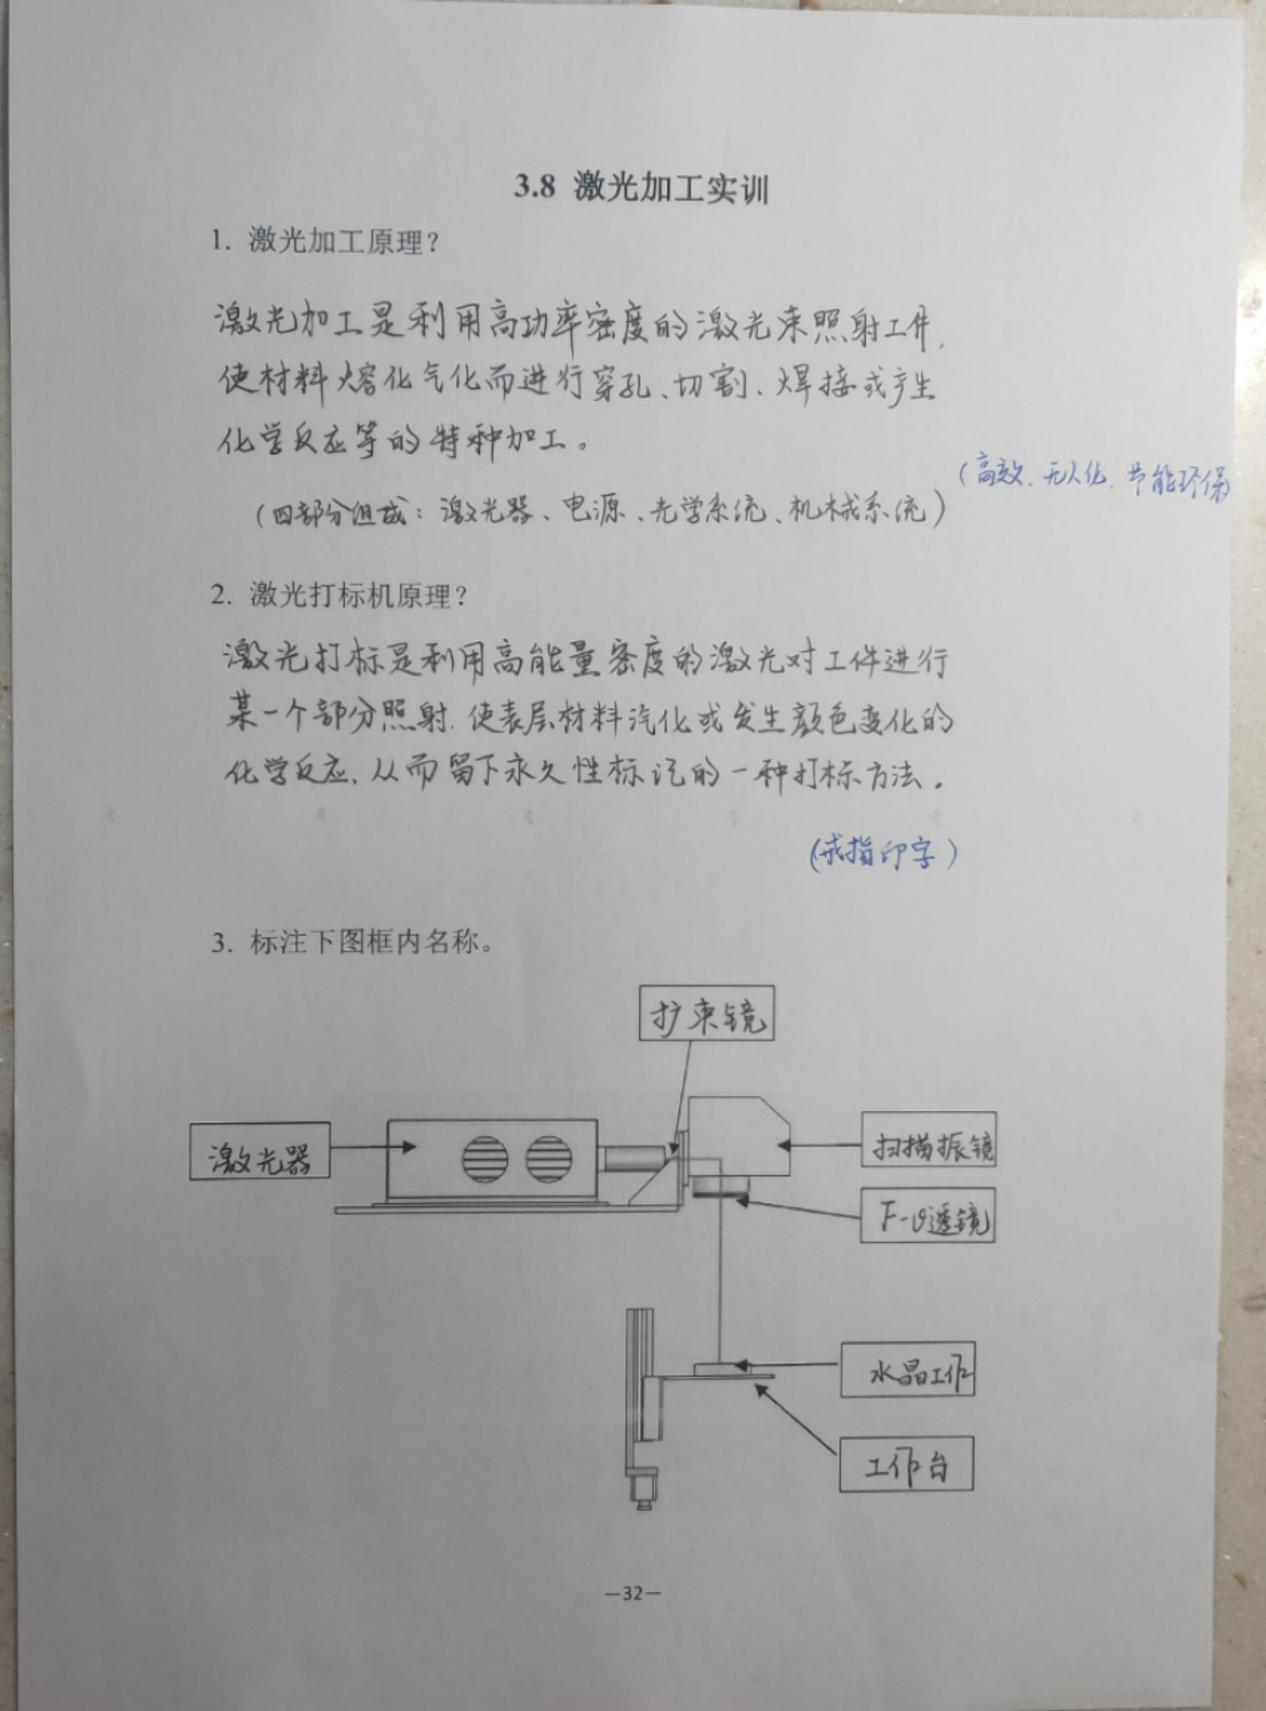 3.8 激光加工实训
1. 激光加工原理？
激光加工是利用高功率密度的激光束照射工件,
使材料熔化气化而进行穿孔、切割、焊接或产生
化学反应等的特种加工。
(高效、无人化、节能环保)
(四部分组成：激光器、电源、光学系统、机械系统)
2. 激光打标机原理？
激光打标是利用高能量密度的激光对工件进行
某一个部分照射,使表层材料汽化或发生颜色变化的
化学反应,从而留下永久性标记的一种打标方法。
(戒指印字)
3. 标注下图框内名称。
扩束镜
激光器
扫描振镜
F-θ透镜
水晶工作
工作台
—32—